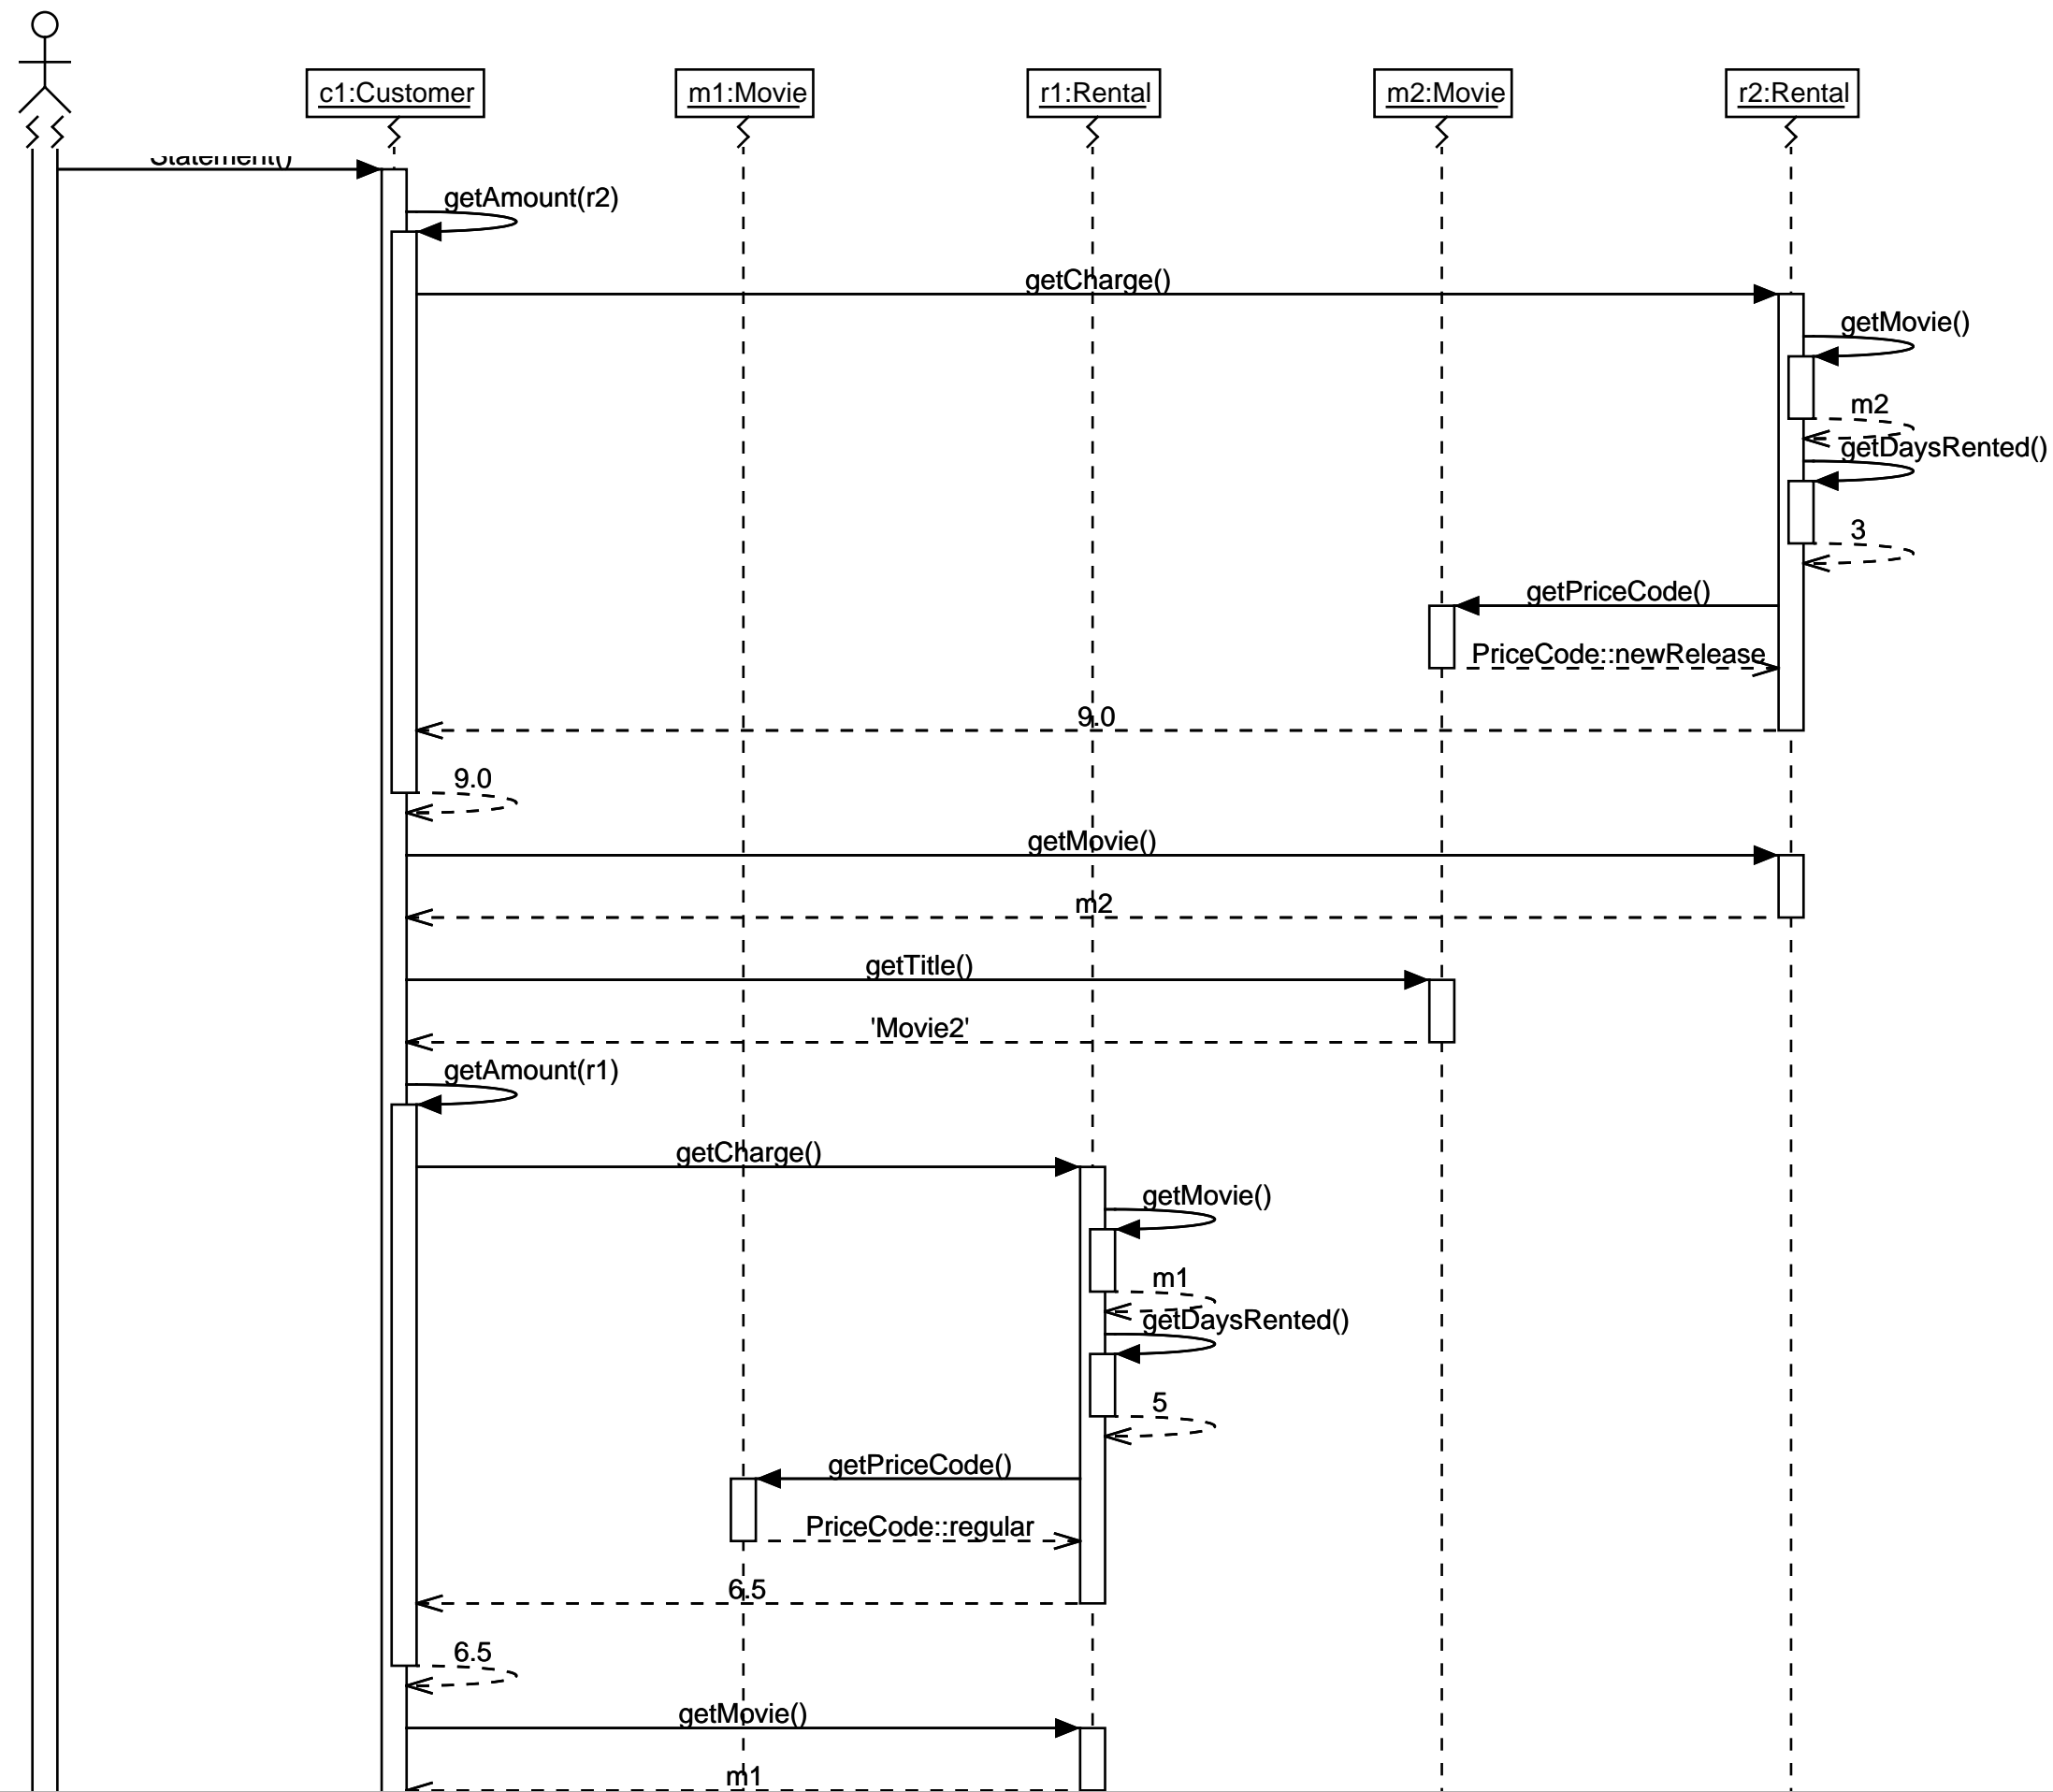 c1:Customer
m1:Movie
r1:Rental
m2:Movie
r2:Rental
Statement()
getAmount(r2)
getCharge()
getMovie()
m2
getDaysRented()
3
getPriceCode()
PriceCode::newRelease
9.0
9.0
getMovie()
m2
getTitle()
'Movie2'
getAmount(r1)
getCharge()
getMovie()
m1
getDaysRented()
5
getPriceCode()
PriceCode::regular
6.5
6.5
getMovie()
m1